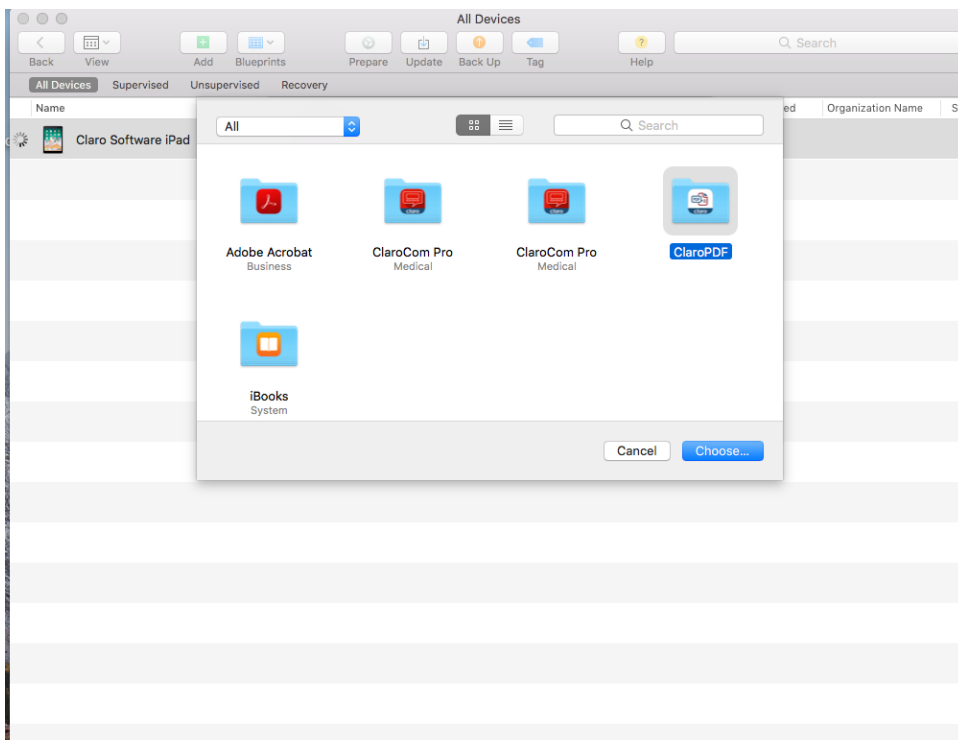 All Devices
Back View Add Blueprints Prepare Update Back Up Tag Help
Search
All Devices Supervised Unsupervised Recovery
Name ed Organization Name S
Claro Software iPad
All
Search
Adobe Acrobat ClaroCom Pro ClaroCom Pro ClaroPDF
Business Medical Medical
iBooks
System
Cancel Choose...